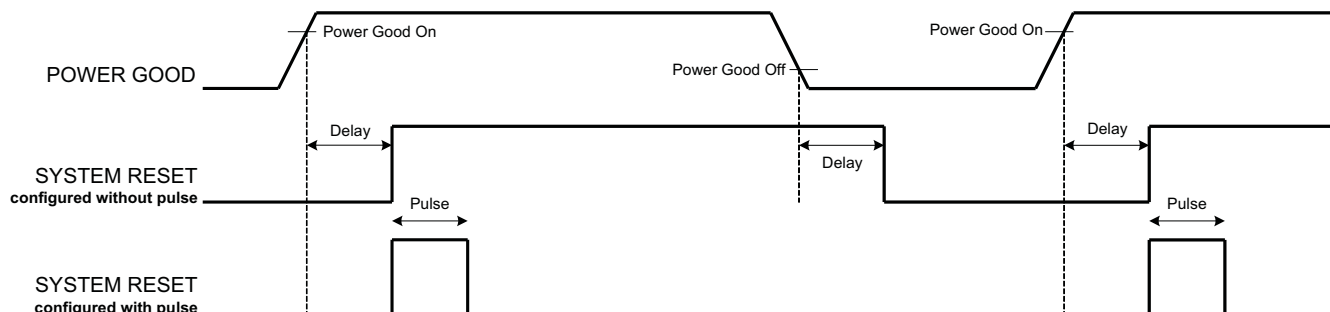 Power Good On
Power Good On
POWER GOOD
Power Good Off
Delay
Delay
Delay
SYSTEM RESET
configured without pulse
Pulse
Pulse
SYSTEM RESET
configured with pulse